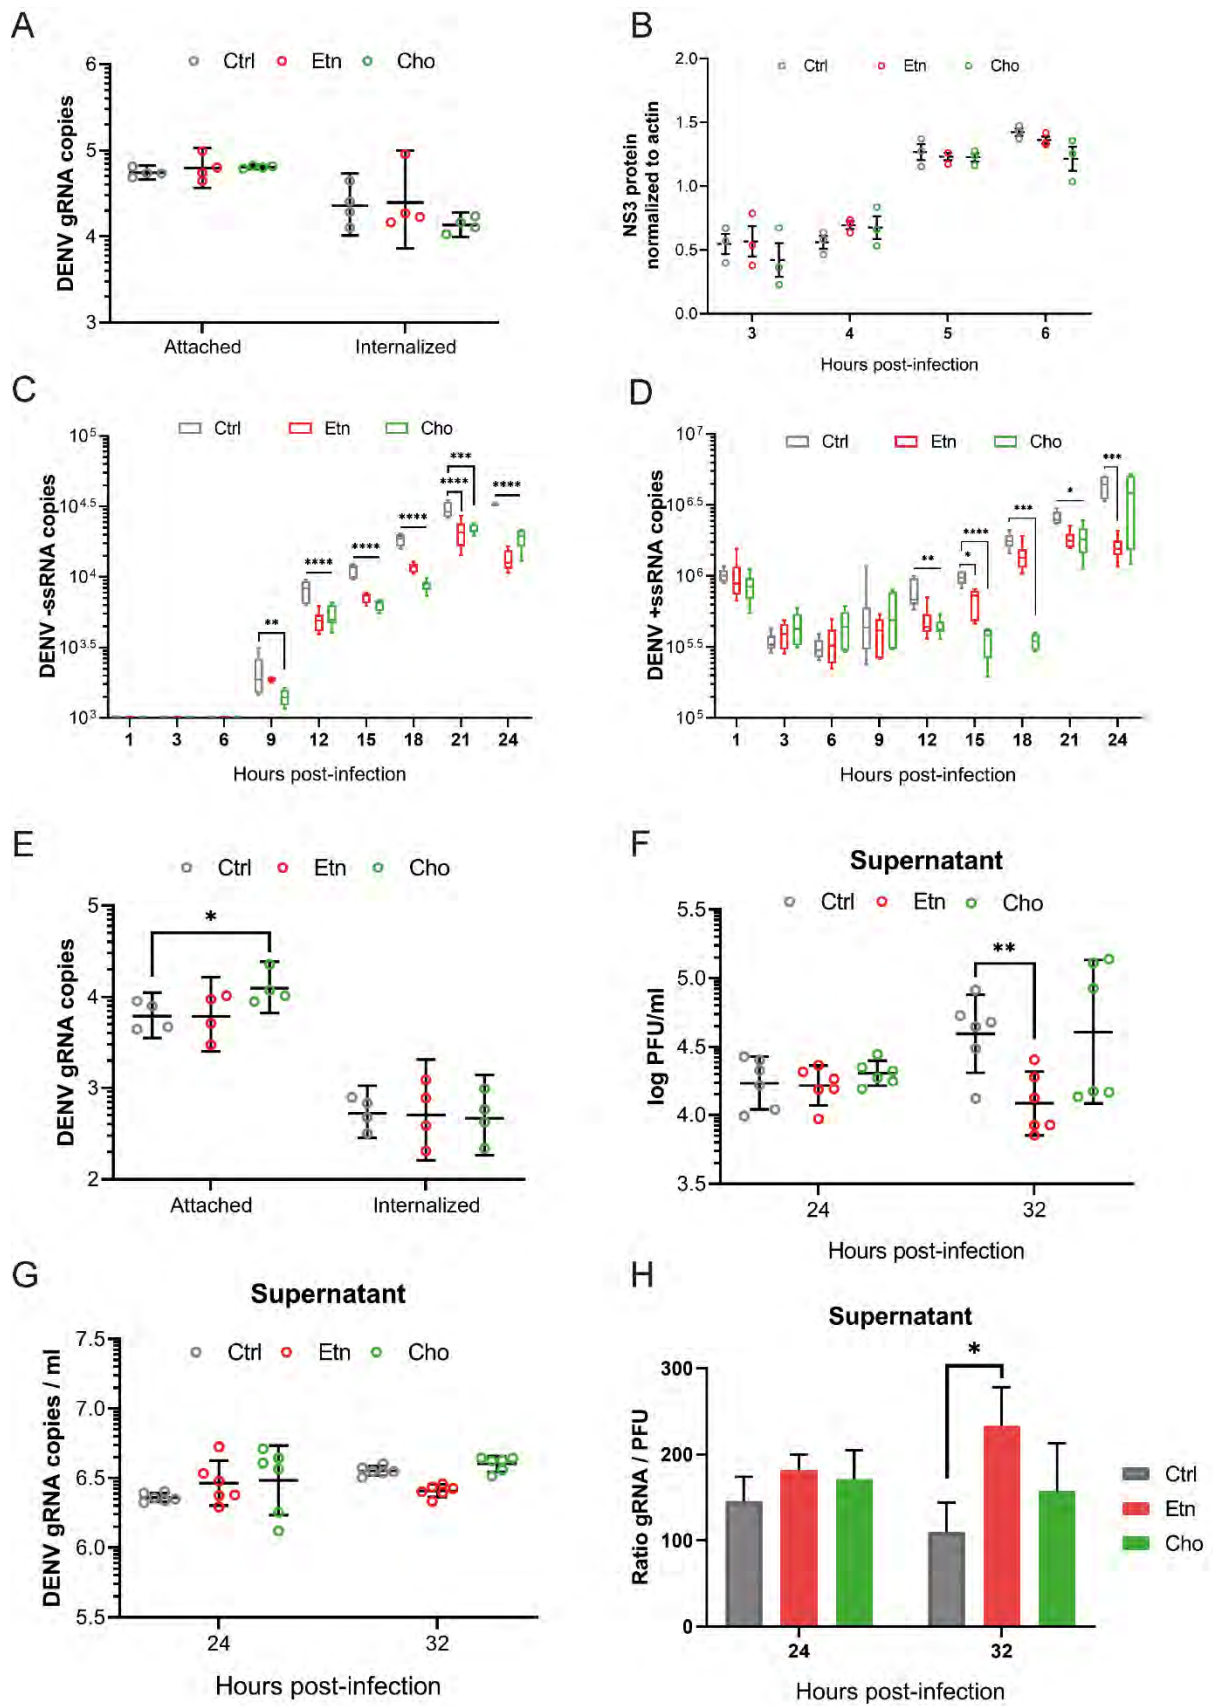 A
Ctrl Etn Cho
DENV gRNA copies
6
5
4
3
Attached Internalized
B
Ctrl Etn Cho
NS3 protein
normalized to actin
2.0
1.5
1.0
0.5
0.0
3 4 5 6
Hours post-infection
C
Ctrl Etn Cho
DENV -ssRNA copies
10^5
10^4.5
10^4
10^3.5
10^3
**
****
****
****
***
****
****
1 3 6 9 12 15 18 21 24
Hours post-infection
D
Ctrl Etn Cho
DENV +ssRNA copies
10^7
10^6.5
10^6
10^5.5
10^5
**
****
*
***
*
***
1 3 6 9 12 15 18 21 24
Hours post-infection
E
Ctrl Etn Cho
DENV gRNA copies
5
4
3
2
*
Attached Internalized
F
Supernatant
Ctrl Etn Cho
log PFU/ml
5.5
5.0
4.5
4.0
3.5
**
24 32
Hours post-infection
G
Supernatant
Ctrl Etn Cho
DENV gRNA copies / ml
7.5
7.0
6.5
6.0
5.5
24 32
Hours post-infection
H
Supernatant
Ratio gRNA / PFU
300
200
100
0
*
24 32
Hours post-infection
Ctrl
Etn
Cho